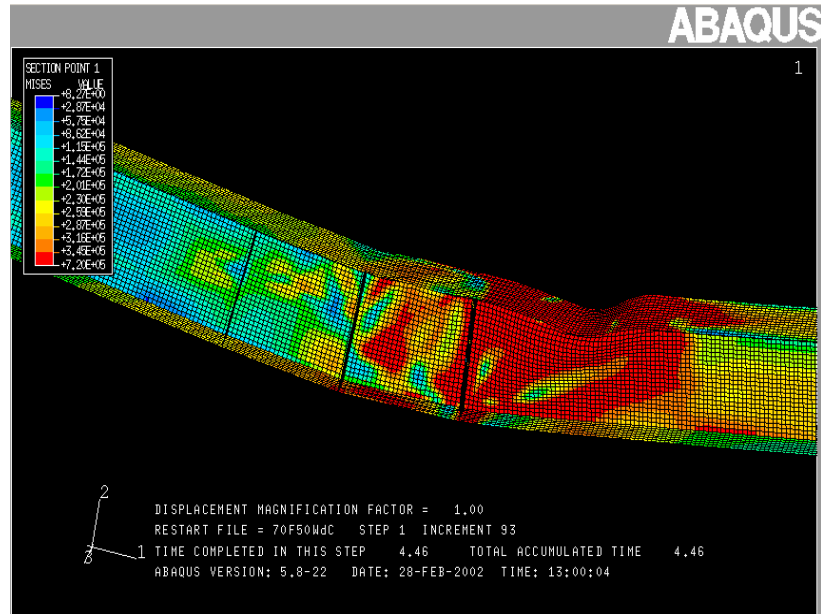 ABAQUS
1
SECTION POINT 1
MISES VALUE
+8.27E+00
+2.87E+04
+5.75E+04
+8.62E+04
+1.15E+05
+1.44E+05
+1.72E+05
+2.01E+05
+2.30E+05
+2.59E+05
+2.87E+05
+3.16E+05
+3.45E+05
+7.20E+05
2
3
1
DISPLACEMENT MAGNIFICATION FACTOR = 1.00
RESTART FILE = 70F50WdC STEP 1 INCREMENT 93
TIME COMPLETED IN THIS STEP 4.46 TOTAL ACCUMULATED TIME 4.46
ABAQUS VERSION: 5.8-22 DATE: 28-FEB-2002 TIME: 13:00:04